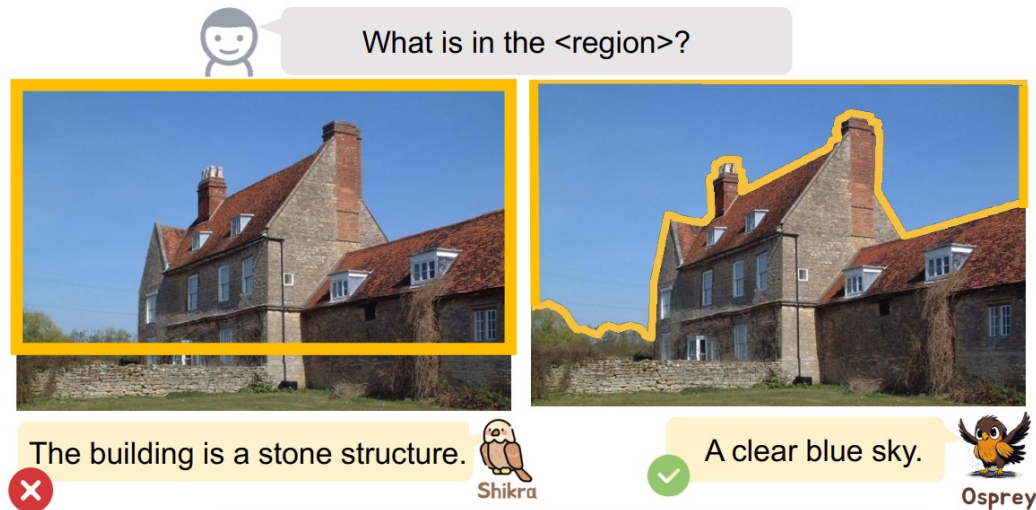 What is in the <region>?
The building is a stone structure.
Shikra
A clear blue sky.
Osprey